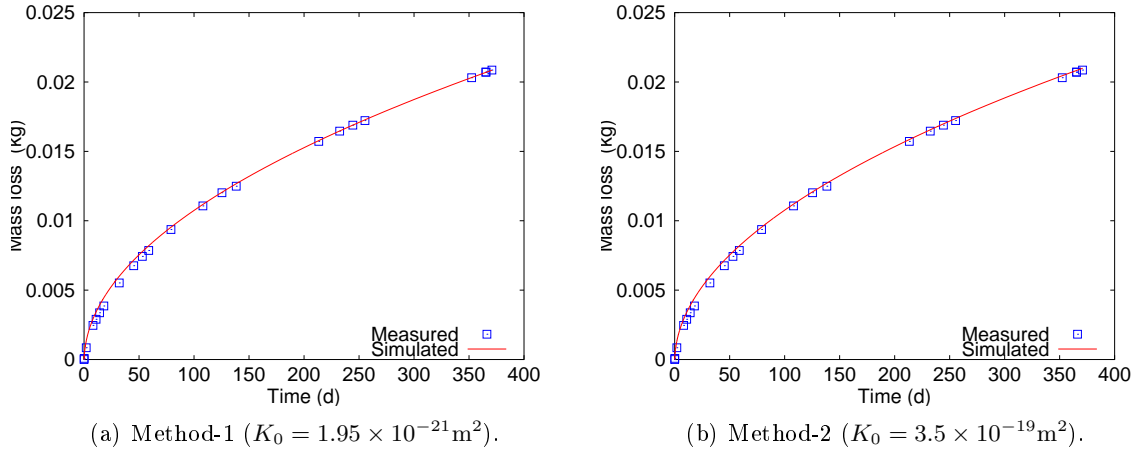 0.025
0.02
0.015
0.01
0.005
0
Mass loss (Kg)
0 50 100 150 200 250 300 350 400
Time (d)
Measured
Simulated
(a) Method-1 (K₀ = 1.95 × 10⁻²¹m²).
0.025
0.02
0.015
0.01
0.005
0
Mass loss (Kg)
0 50 100 150 200 250 300 350 400
Time (d)
Measured
Simulated
(b) Method-2 (K₀ = 3.5 × 10⁻¹⁹m²).